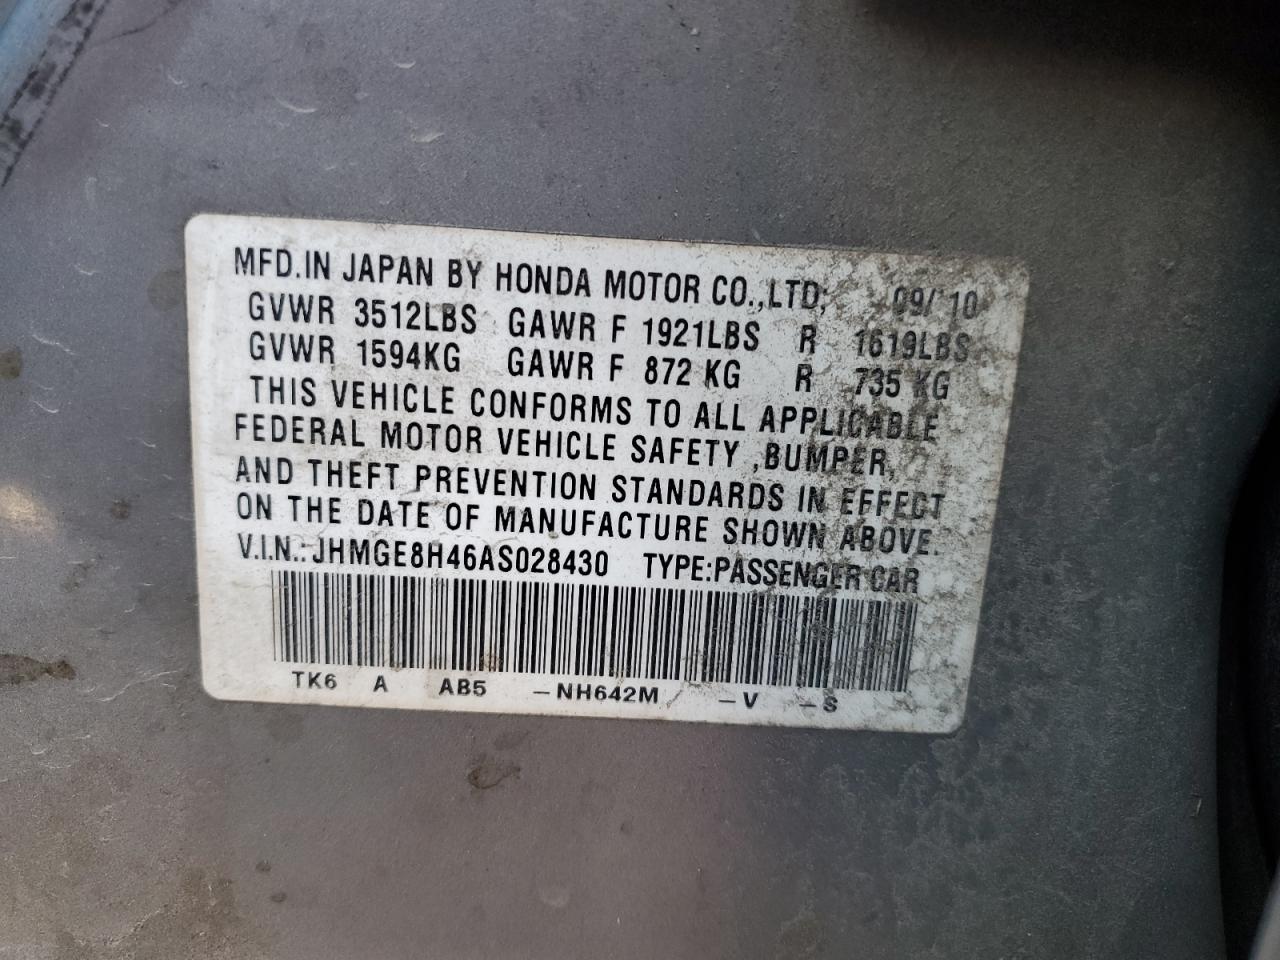 MFD.IN JAPAN BY HONDA MOTOR CO.,LTD; 09/'10
GVWR 3512LBS GAWR F 1921LBS R 1619LBS
GVWR 1594KG GAWR F 872 KG R 735 KG
THIS VEHICLE CONFORMS TO ALL APPLICABLE
FEDERAL MOTOR VEHICLE SAFETY ,BUMPER,
AND THEFT PREVENTION STANDARDS IN EFFECT
ON THE DATE OF MANUFACTURE SHOWN ABOVE.
V.I.N.:JHMGE8H46AS028430 TYPE:PASSENGER CAR
TK6 A AB5 -NH642M -V -S